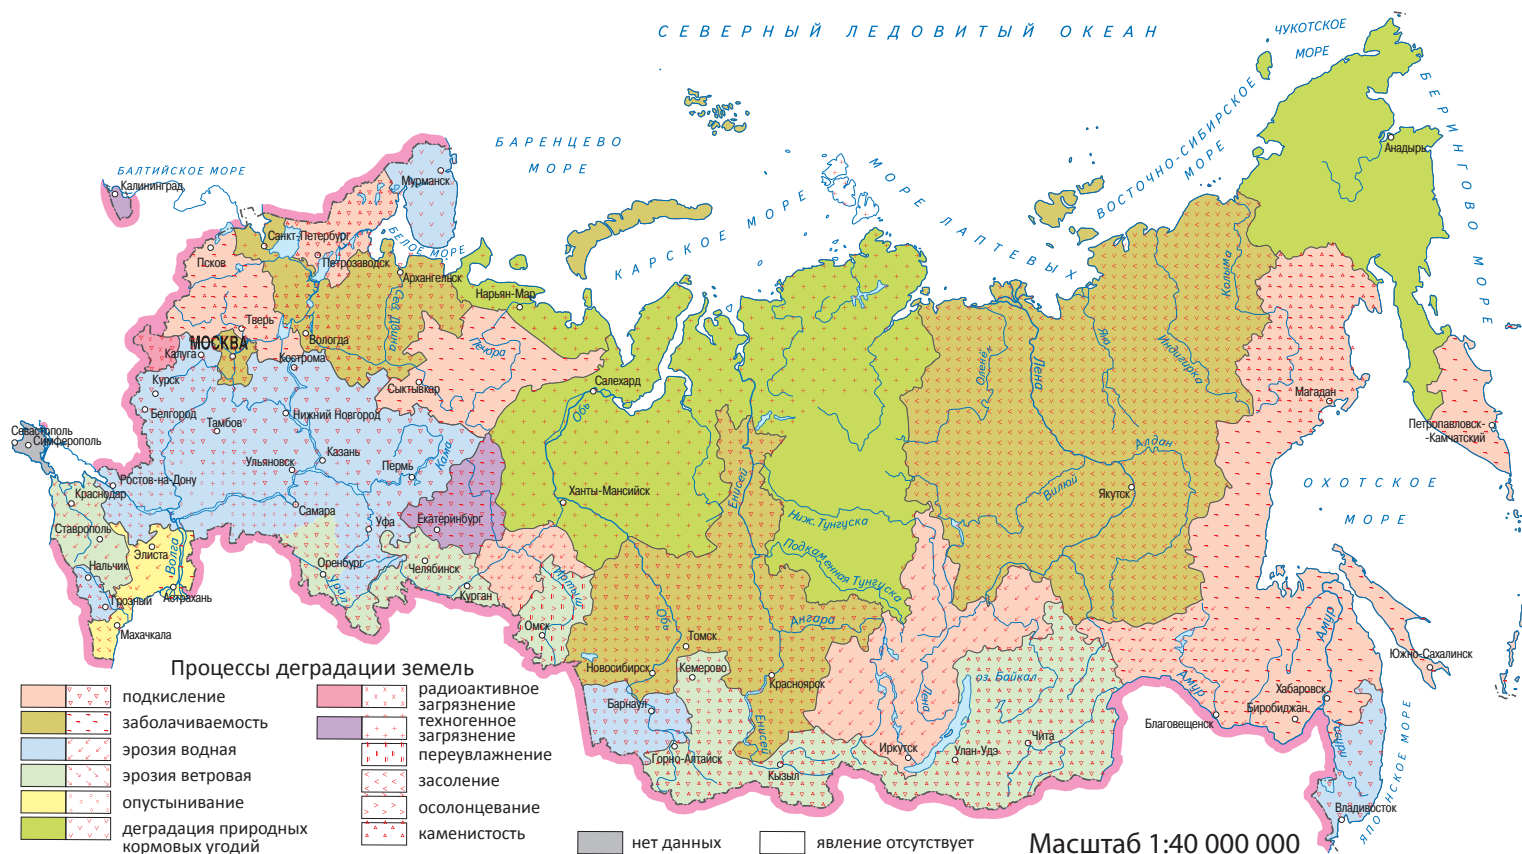 СЕВЕРНЫЙ ЛЕДОВИТЫЙ ОКЕАН
ЧУКОТСКОЕ
МОРЕ
БЕРИНГОВО МОРЕ
ВОСТОЧНО-СИБИРСКОЕ
МОРЕ
МОРЕ ЛАПТЕВЫХ
КАРСКОЕ МОРЕ
БАРЕНЦЕВО
МОРЕ
БАЛТИЙСКОЕ МОРЕ
БЕЛОЕ МОРЕ
ОХОТСКОЕ
МОРЕ
ЯПОНСКОЕ МОРЕ
Калининград
Мурманск
Анадырь
Санкт-Петербург
Псков
Петрозаводск
Архангельск
Нарьян-Мар
Тверь
МОСКВА
Калуга
Вологда
Кострома
Сев. Двина
Печора
Сыктывкар
Салехард
Обь
Курск
Белгород
Тамбов
Нижний Новгород
Севастополь
Симферополь
Ульяновск
Казань
Пермь
Кама
Ростов-на-Дону
Краснодар
Ставрополь
Самара
Уфа
Екатеринбург
Ханты-Мансийск
Элиста
Волга
Нальчик
Грозный
Астрахань
Махачкала
Оренбург
Урал
Челябинск
Курган
Иртыш
Омск
Обь
Томск
Новосибирск
Кемерово
Барнаул
Горно-Алтайск
Красноярск
Енисей
Енисей
Кызыл
Ниж. Тунгуска
Подкаменная Тунгуска
Ангара
Иркутск
Лена
оз. Байкал
Улан-Удэ
Чита
Оленек
Лена
Яна
Индигирка
Колыма
Алдан
Вилюй
Якутск
Магадан
Петропавловск-
-Камчатский
Амур
Амур
Благовещенск
Биробиджан.
Хабаровск
Уссури
Владивосток
Южно-Сахалинск
Процессы деградации земель
подкисление
заболачиваемость
эрозия водная
эрозия ветровая
опустынивание
деградация природных
кормовых угодий
радиоактивное
загрязнение
техногенное
загрязнение
переувлажнение
засоление
осолонцевание
каменистость
нет данных
явление отсутствует
Масштаб 1:40 000 000